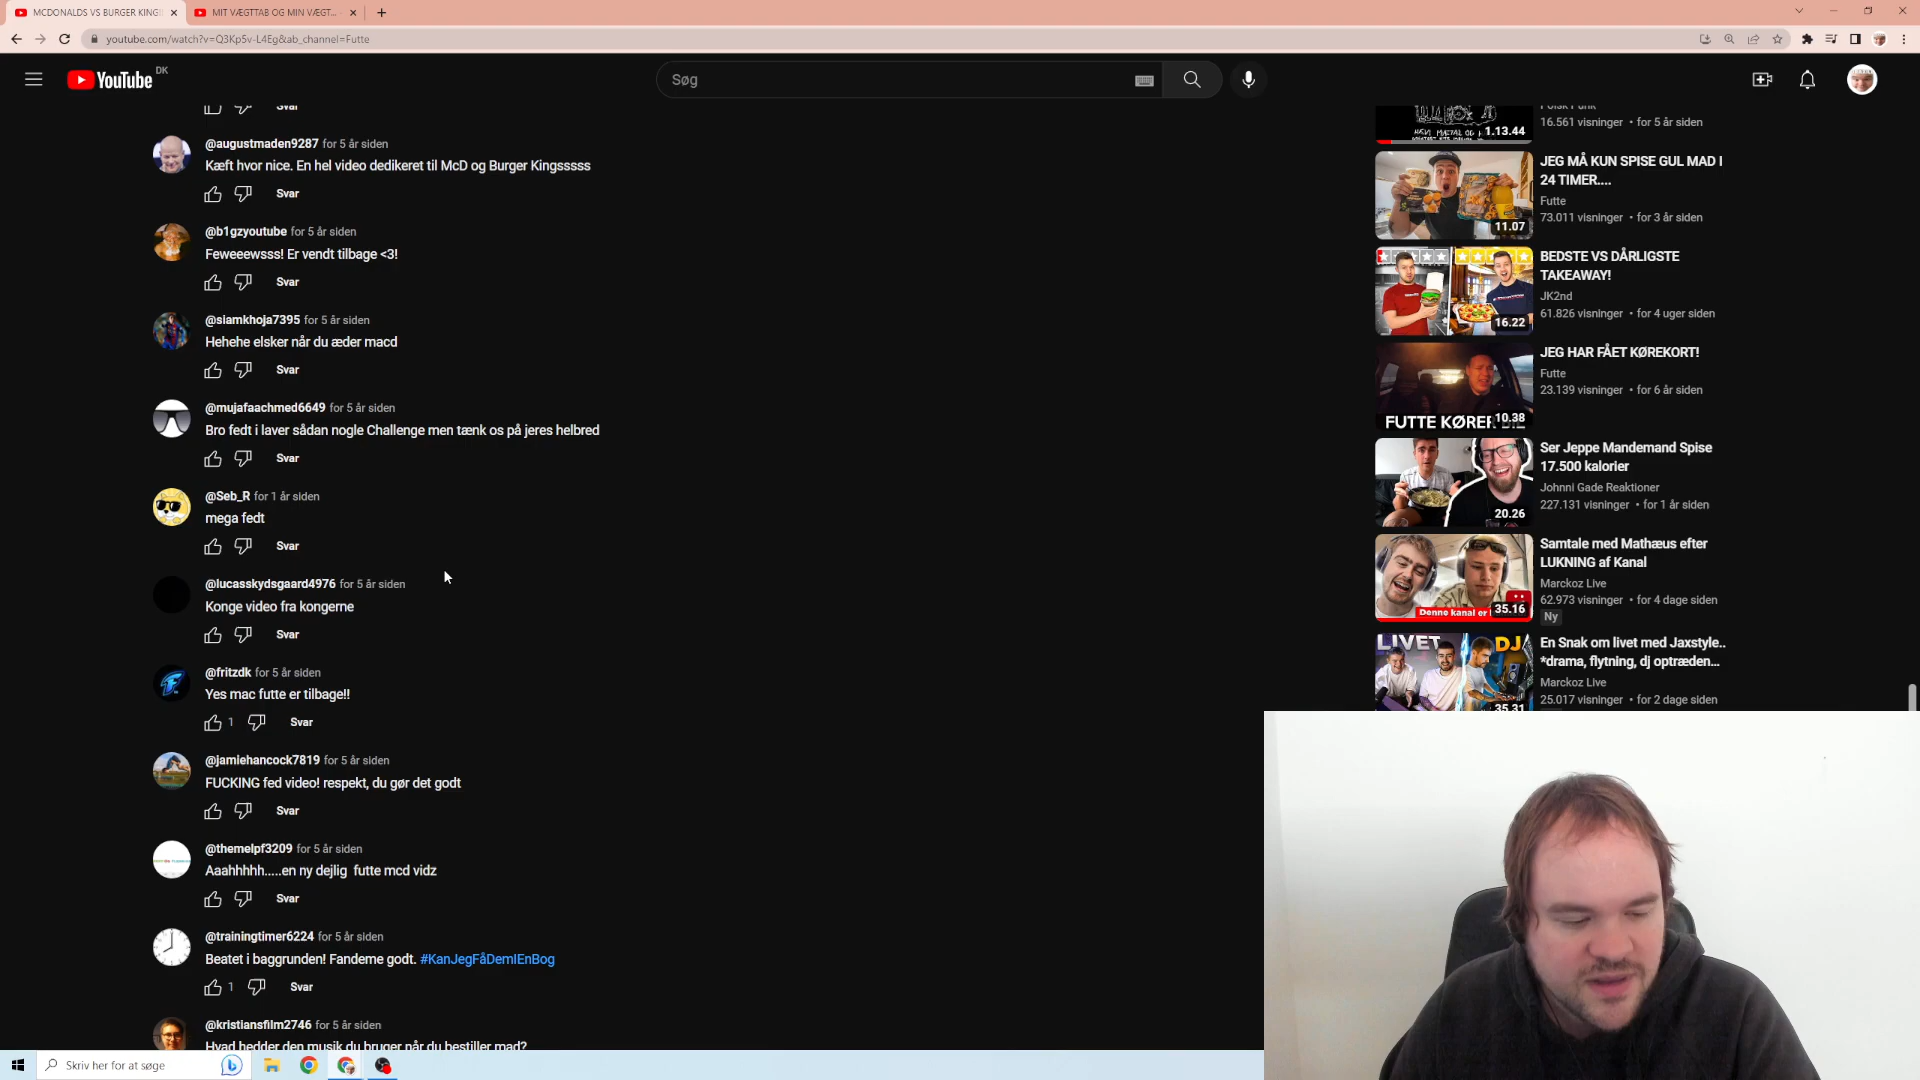 MCDONALDS VS BURGER KING!
MIT VÆGTTAB OG MIN VÆGT...
youtube.com/watch?v=Q3Kp5v-L4Eg&ab_channel=Futte
YouTube DK
Søg
Svar
@augustmaden9287 for 5 år siden
Kæft hvor nice. En hel video dedikeret til McD og Burger Kingsssss
Svar
@b1gzyoutube for 5 år siden
Feweeewsss! Er vendt tilbage <3!
Svar
@siamkhoja7395 for 5 år siden
Hehehe elsker når du æder macd
Svar
@mujafaachmed6649 for 5 år siden
Bro fedt i laver sådan nogle Challenge men tænk os på jeres helbred
Svar
@Seb_R for 1 år siden
mega fedt
Svar
@lucasskydsgaard4976 for 5 år siden
Konge video fra kongerne
Svar
@fritzdk for 5 år siden
Yes mac futte er tilbage!!
1 Svar
@jamiehancock7819 for 5 år siden
FUCKING fed video! respekt, du gør det godt
Svar
@themelpf3209 for 5 år siden
Aaahhhhh.....en ny dejlig futte mcd vidz
Svar
@trainingtimer6224 for 5 år siden
Beatet i baggrunden! Fandeme godt. #KanJegFåDemIEnBog
1 Svar
@kristiansfilm2746 for 5 år siden
Hvad hedder den musik du bruger når du bestiller mad?
1.13.44
16.561 visninger • for 5 år siden
11.07
JEG MÅ KUN SPISE GUL MAD I
24 TIMER....
Futte
73.011 visninger • for 3 år siden
16.22
BEDSTE VS DÅRLIGSTE
TAKEAWAY!
JK2nd
61.826 visninger • for 4 uger siden
FUTTE KØRER BIL
10.38
JEG HAR FÅET KØREKORT!
Futte
23.139 visninger • for 6 år siden
20.26
Ser Jeppe Mandemand Spise
17.500 kalorier
Johnni Gade Reaktioner
227.131 visninger • for 1 år siden
Denne kanal er
35.16
Samtale med Mathæus efter
LUKNING af Kanal
Marckoz Live
62.973 visninger • for 4 dage siden
Ny
LIVET DJ
35.31
En Snak om livet med Jaxstyle..
*drama, flytning, dj optræden...
Marckoz Live
25.017 visninger • for 2 dage siden
Skriv her for at søge